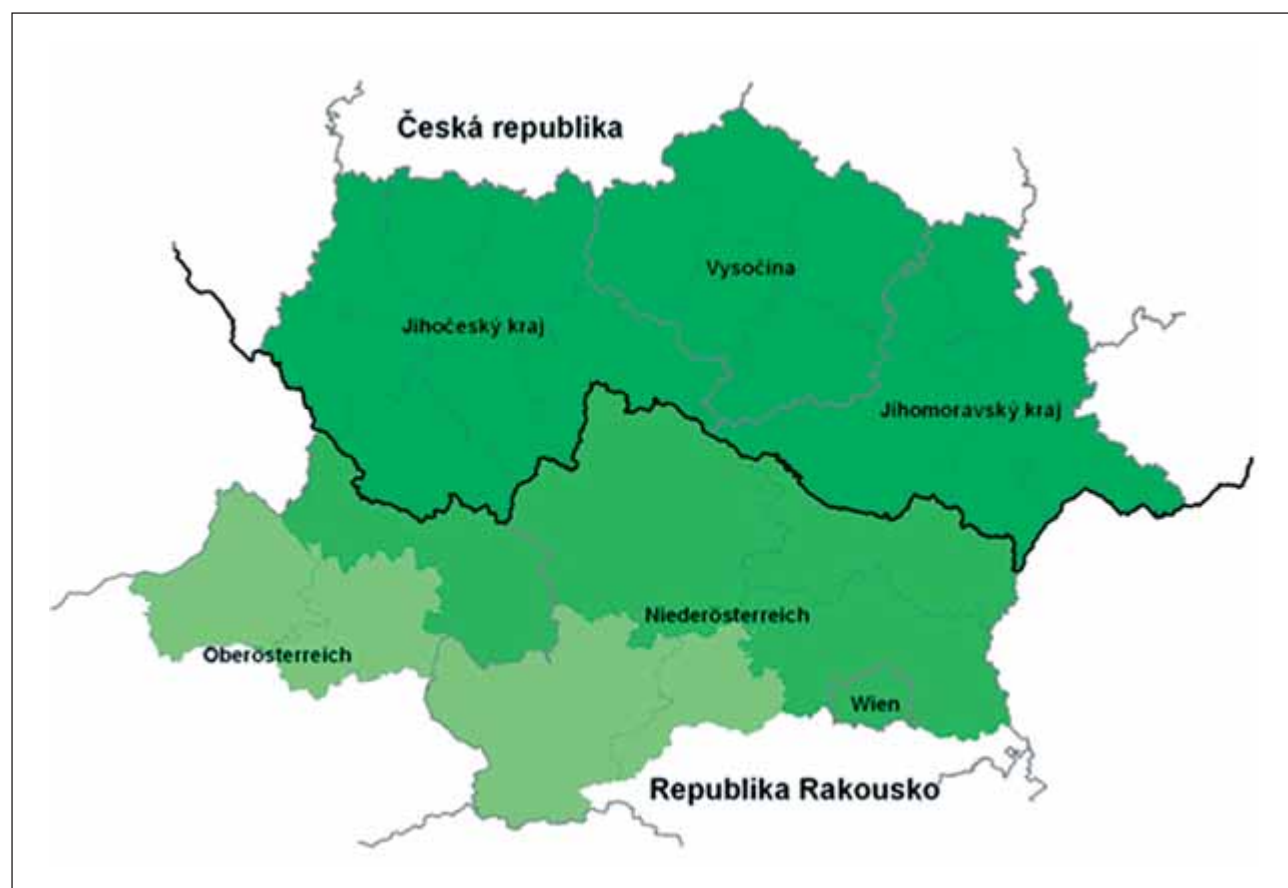 Česká republika
Vysočina
Jihočeský kraj
Jihomoravský kraj
Niederösterreich
Oberösterreich
Wien
Republika Rakousko